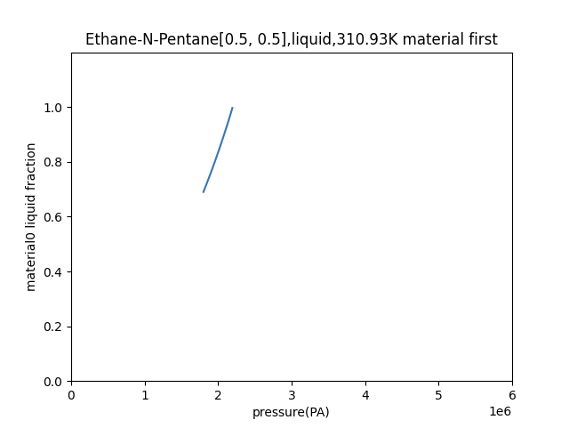 Ethane-N-Pentane[0.5, 0.5],liquid,310.93K material first
material0 liquid fraction
1.0
0.8
0.6
0.4
0.2
0.0
0 1 2 3 4 5 6
1e6
pressure(PA)